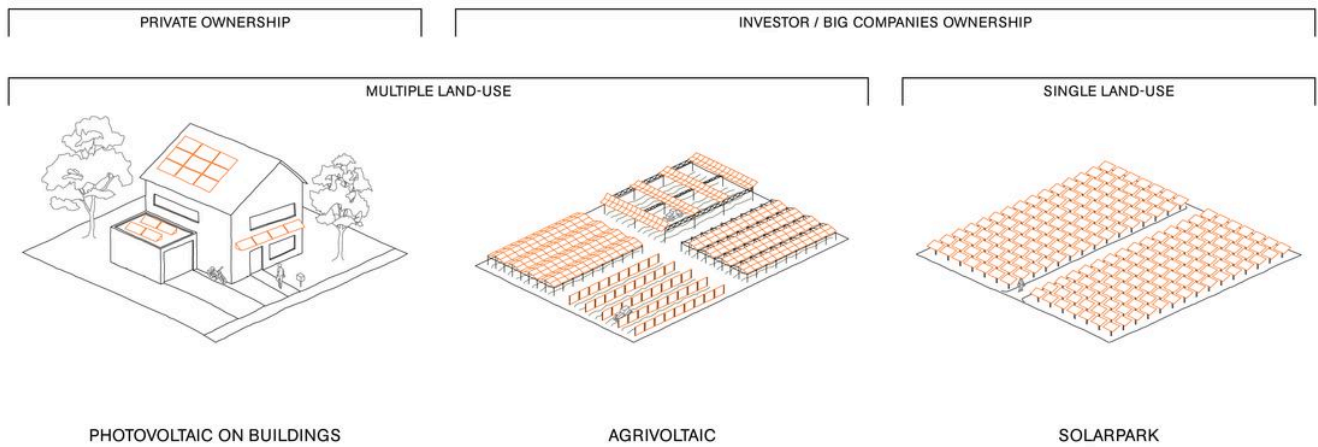 PRIVATE OWNERSHIP
INVESTOR / BIG COMPANIES OWNERSHIP
MULTIPLE LAND-USE
SINGLE LAND-USE
PHOTOVOLTAIC ON BUILDINGS
AGRIVOLTAIC
SOLARPARK